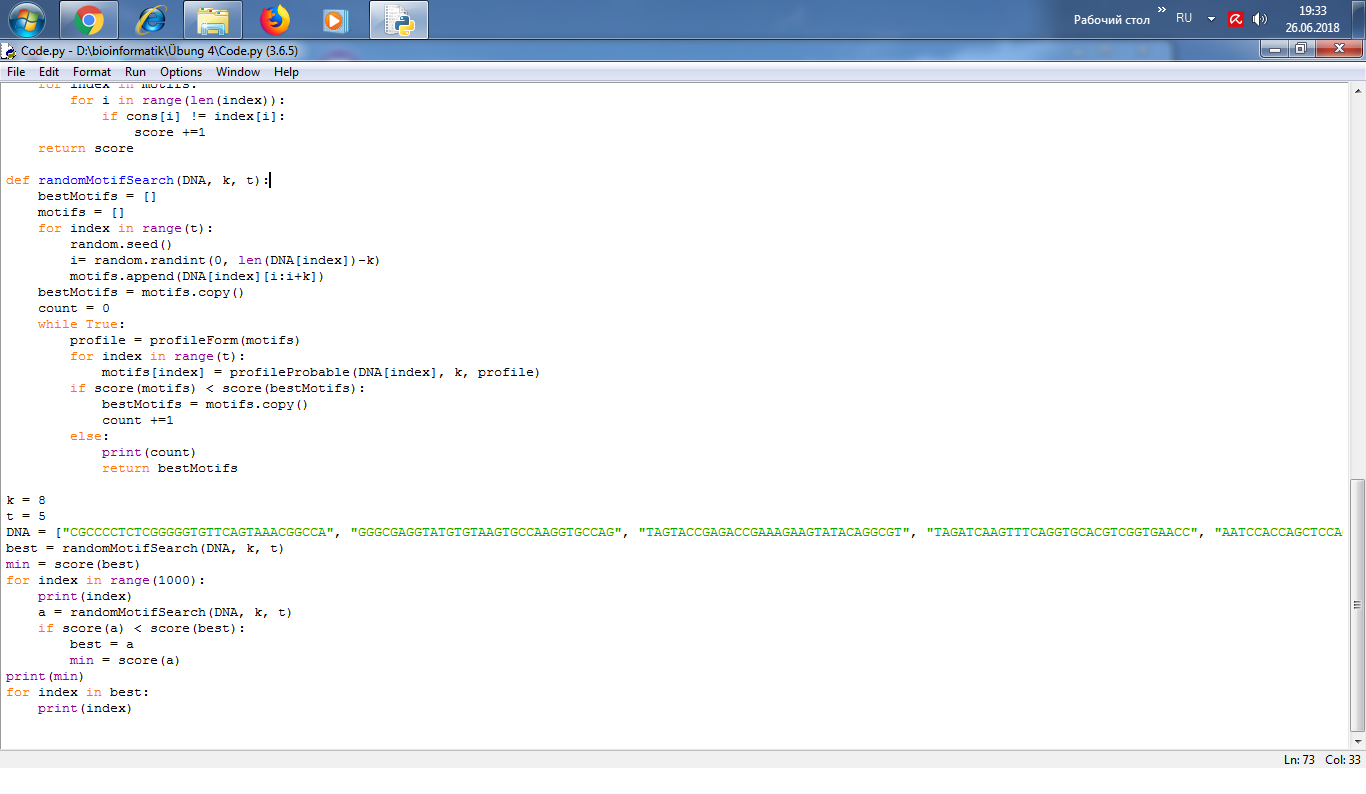 Рабочий стол
»
RU
19:33
26.06.2018
Code.py - D:\bioinformatik\Übung 4\Code.py (3.6.5)
File Edit Format Run Options Window Help
    for index in motifs:
        for i in range(len(index)):
            if cons[i] != index[i]:
                score +=1
    return score

def randomMotifSearch(DNA, k, t):
    bestMotifs = []
    motifs = []
    for index in range(t):
        random.seed()
        i= random.randint(0, len(DNA[index])-k)
        motifs.append(DNA[index][i:i+k])
    bestMotifs = motifs.copy()
    count = 0
    while True:
        profile = profileForm(motifs)
        for index in range(t):
            motifs[index] = profileProbable(DNA[index], k, profile)
        if score(motifs) < score(bestMotifs):
            bestMotifs = motifs.copy()
            count +=1
        else:
            print(count)
            return bestMotifs

k = 8
t = 5
DNA = ["CGCCCCTCTCGGGGGTGTTCAGTAAACGGCCA", "GGGCGAGGTATGTGTAAGTGCCAAGGTGCCAG", "TAGTACCGAGACCGAAAGAAGTATACAGGCGT", "TAGATCAAGTTTCAGGTGCACGTCGGTGAACC", "AATCCACCAGCTCCA
best = randomMotifSearch(DNA, k, t)
min = score(best)
for index in range(1000):
    print(index)
    a = randomMotifSearch(DNA, k, t)
    if score(a) < score(best):
        best = a
        min = score(a)
print(min)
for index in best:
    print(index)
Ln: 73 Col: 33